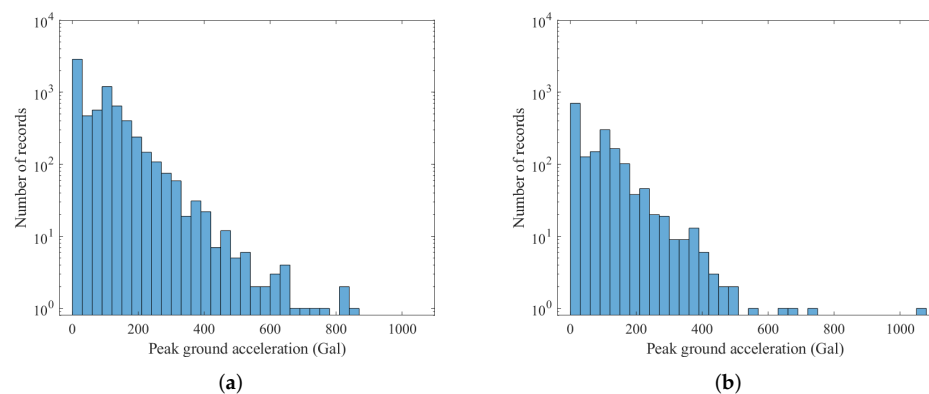 10^4
10^3
10^2
10^1
10^0
Number of records
0 200 400 600 800 1000
Peak ground acceleration (Gal)
(a)
10^4
10^3
10^2
10^1
10^0
Number of records
0 200 400 600 800 1000
Peak ground acceleration (Gal)
(b)